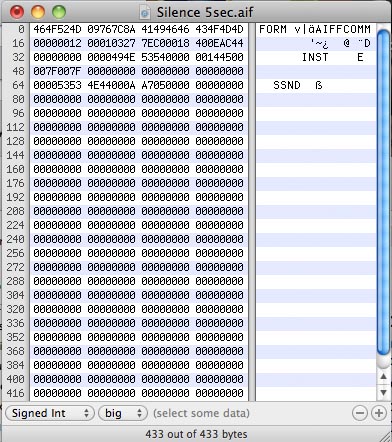 Silence 5sec.aif
0 464F524D 09767C8A 41494646 434F4D4D FORM v|äAIFFCOMM
16 00000012 00010327 7EC00018 400EAC44 '~¿ @ ¨D
32 00000000 0000494E 53540000 00144500 INST E
48 007F007F 00000000 00000000 00000000
64 00005353 4E44000A A7050000 00000000 SSND ß
80 00000000 00000000 00000000 00000000
96 00000000 00000000 00000000 00000000
112 00000000 00000000 00000000 00000000
128 00000000 00000000 00000000 00000000
144 00000000 00000000 00000000 00000000
160 00000000 00000000 00000000 00000000
176 00000000 00000000 00000000 00000000
192 00000000 00000000 00000000 00000000
208 00000000 00000000 00000000 00000000
224 00000000 00000000 00000000 00000000
240 00000000 00000000 00000000 00000000
256 00000000 00000000 00000000 00000000
272 00000000 00000000 00000000 00000000
288 00000000 00000000 00000000 00000000
304 00000000 00000000 00000000 00000000
320 00000000 00000000 00000000 00000000
336 00000000 00000000 00000000 00000000
352 00000000 00000000 00000000 00000000
368 00000000 00000000 00000000 00000000
384 00000000 00000000 00000000 00000000
400 00000000 00000000 00000000 00000000
416 00000000 00000000 00000000 00000000
Signed Int big (select some data)
433 out of 433 bytes